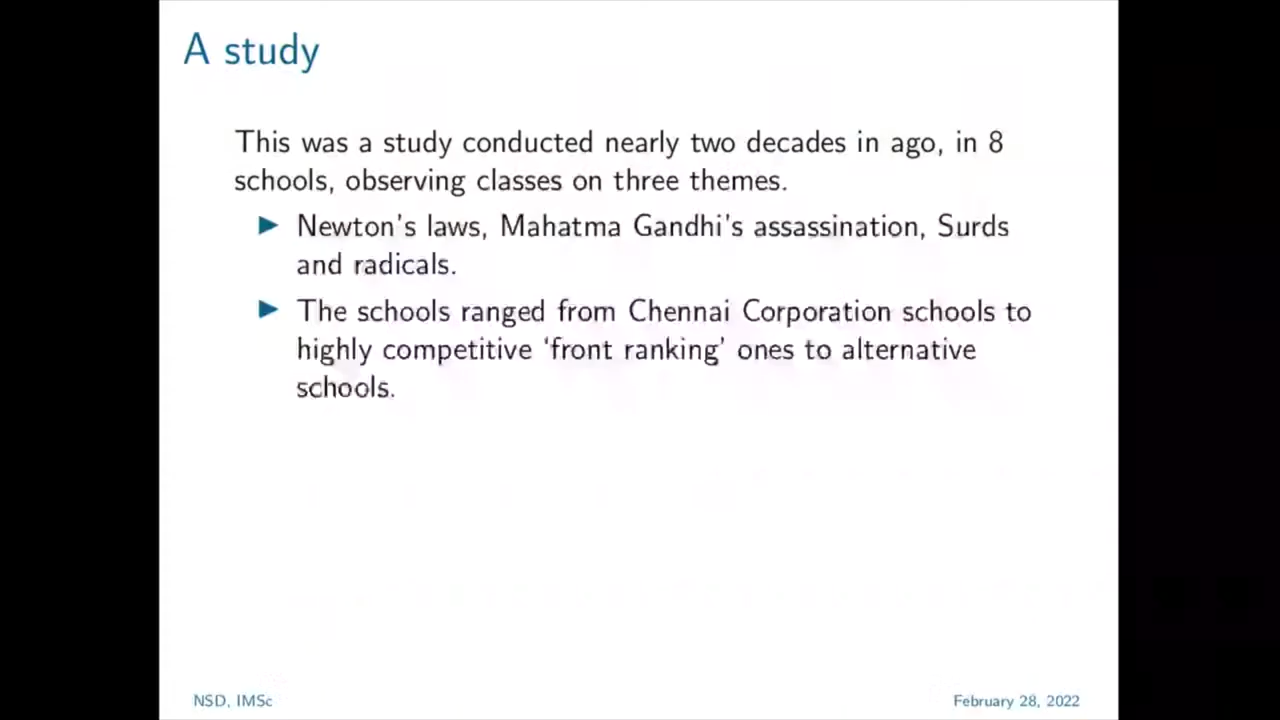 A study
This was a study conducted nearly two decades in ago, in 8
schools, observing classes on three themes.
▶ Newton's laws, Mahatma Gandhi's assassination, Surds
and radicals.
▶ The schools ranged from Chennai Corporation schools to
highly competitive ‘front ranking’ ones to alternative
schools.
NSD, IMSc
February 28, 2022